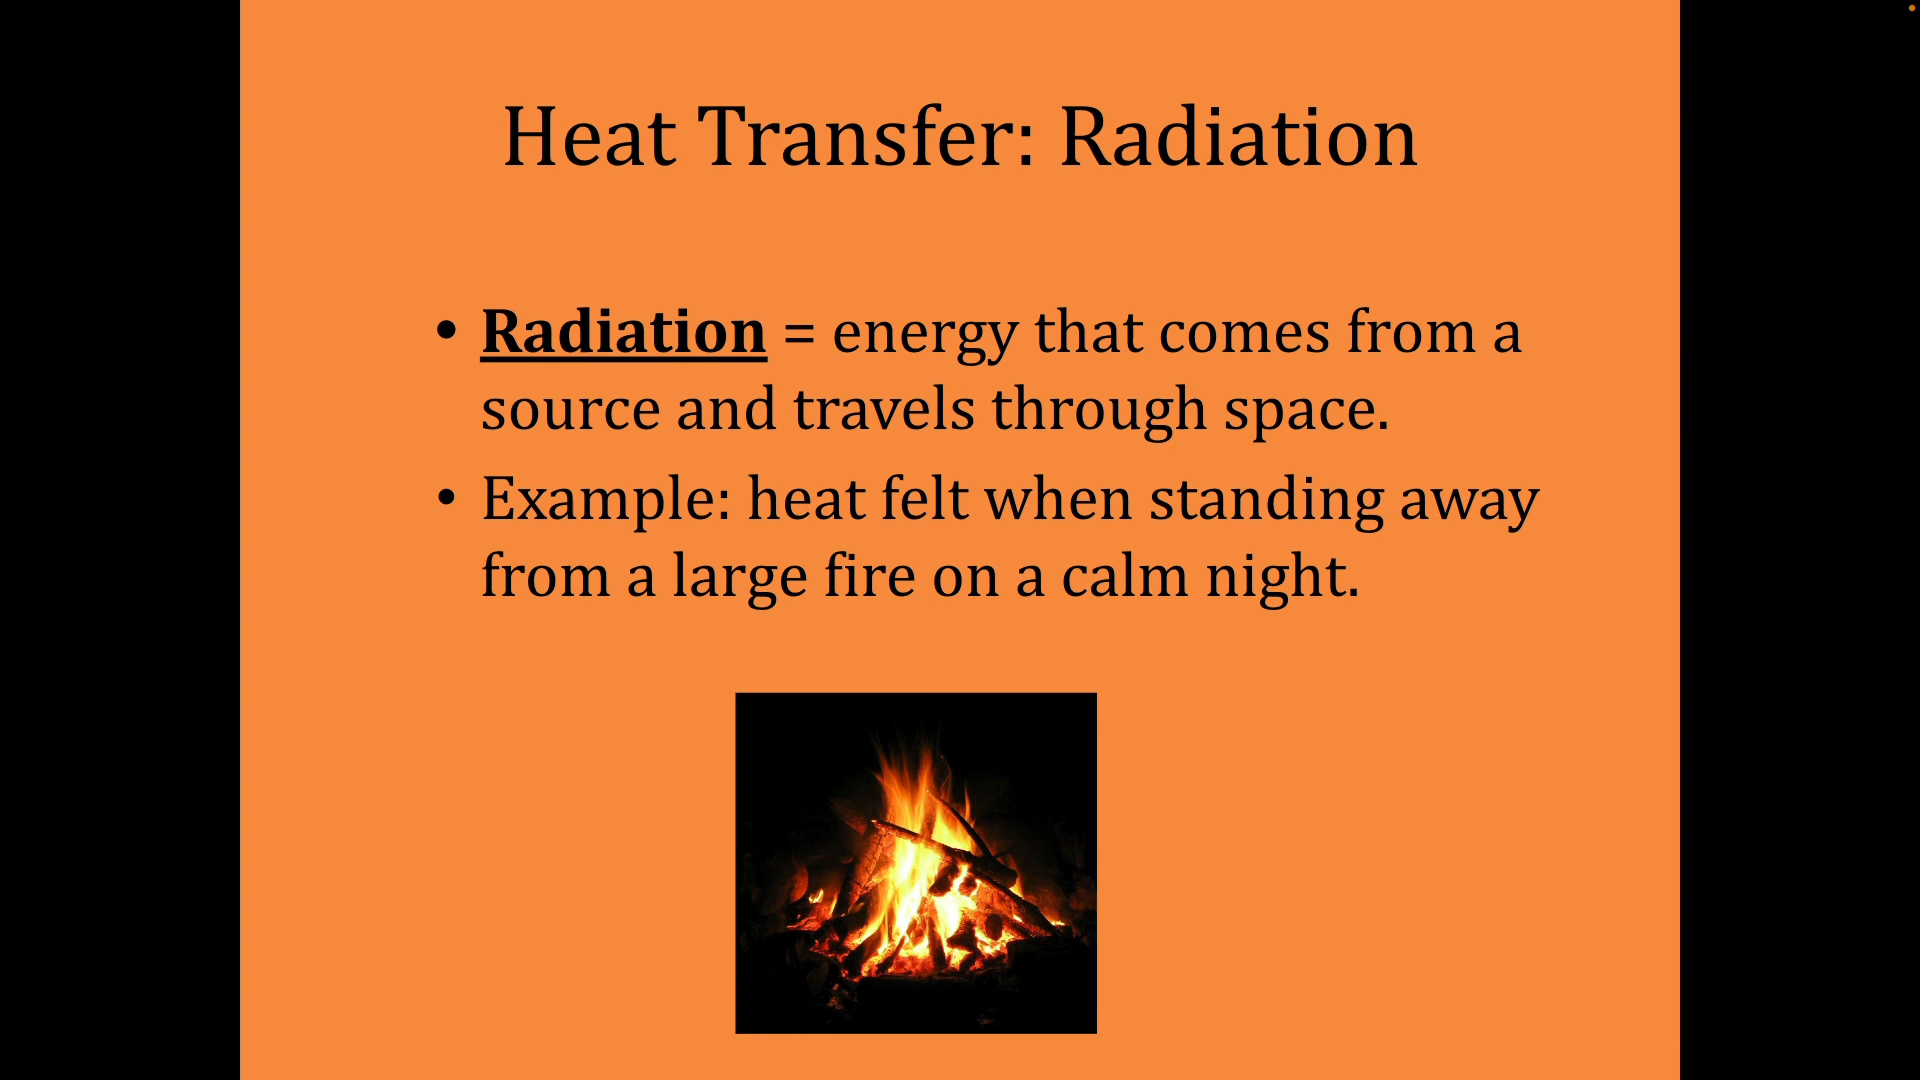 Heat Transfer: Radiation
• Radiation = energy that comes from a
source and travels through space.
• Example: heat felt when standing away
from a large fire on a calm night.